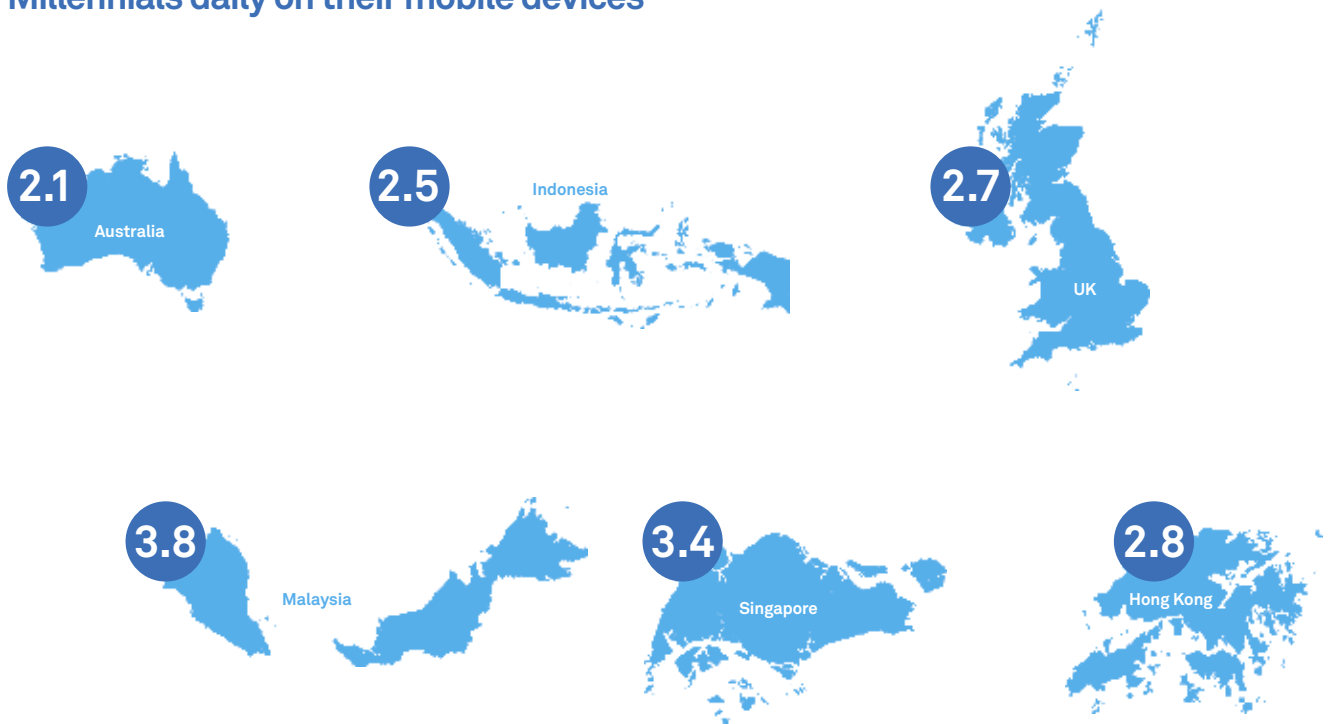 Millennials daily on their mobile devices
2.1
Australia
2.5
Indonesia
2.7
UK
3.8
Malaysia
3.4
Singapore
2.8
Hong Kong